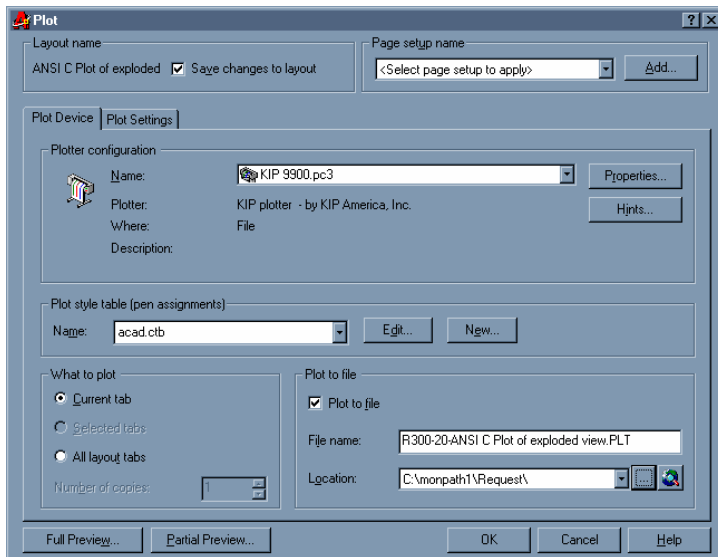 Plot
Layout name
ANSI C Plot of exploded
Save changes to layout
Page setup name
<Select page setup to apply>
Add...
Plot Device
Plot Settings
Plotter configuration
Name:
KIP 9900.pc3
Properties...
Plotter:
KIP plotter - by KIP America, Inc.
Hints...
Where:
File
Description:
Plot style table (pen assignments)
Name:
acad.ctb
Edit...
New...
What to plot
Current tab
Selected tabs
All layout tabs
Number of copies:
1
Plot to file
Plot to file
File name:
R300-20-ANSI C Plot of exploded view.PLT
Location:
C:\monpath1\Request\
...
Full Preview...
Partial Preview...
OK
Cancel
Help